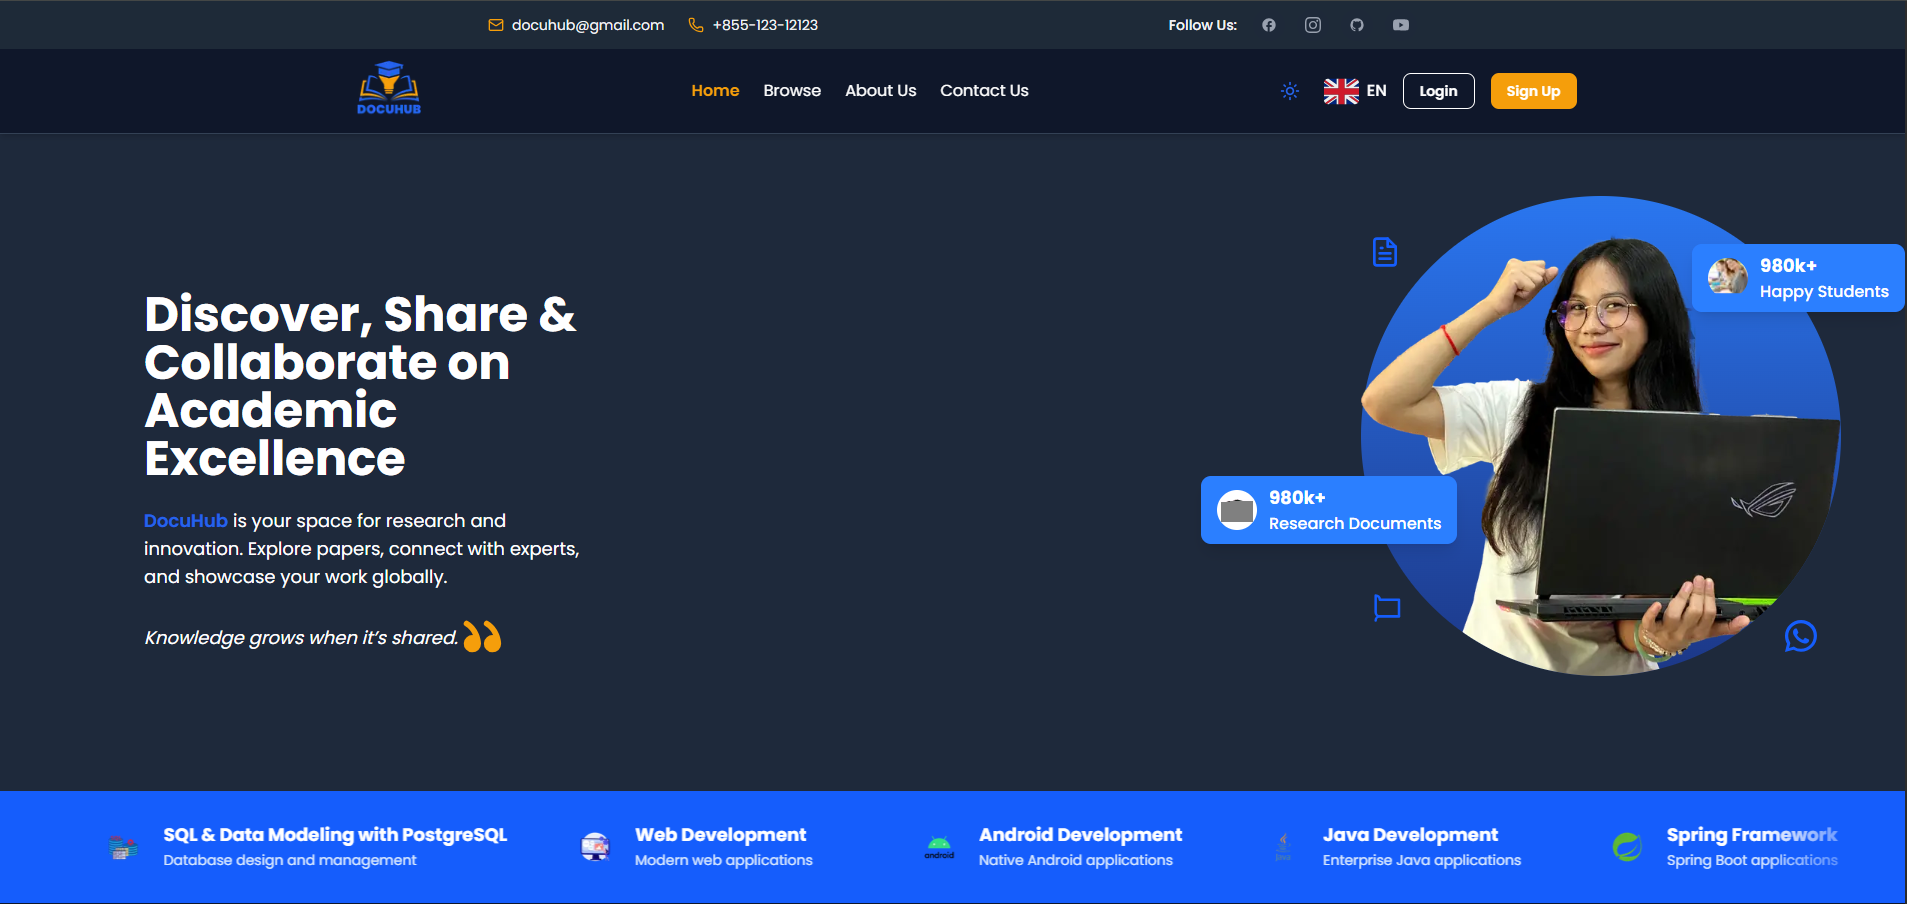 docuhub@gmail.com
+855-123-12123
Follow Us:
DOCUHUB
Home
Browse
About Us
Contact Us
EN
Login
Sign Up
Discover, Share &
Collaborate on
Academic
Excellence
DocuHub is your space for research and
innovation. Explore papers, connect with experts,
and showcase your work globally.
Knowledge grows when it’s shared.
980k+
Happy Students
980k+
Research Documents
SQL & Data Modeling with PostgreSQL
Database design and management
Web Development
Modern web applications
android
Android Development
Native Android applications
Java
Java Development
Enterprise Java applications
Spring Framework
Spring Boot applications